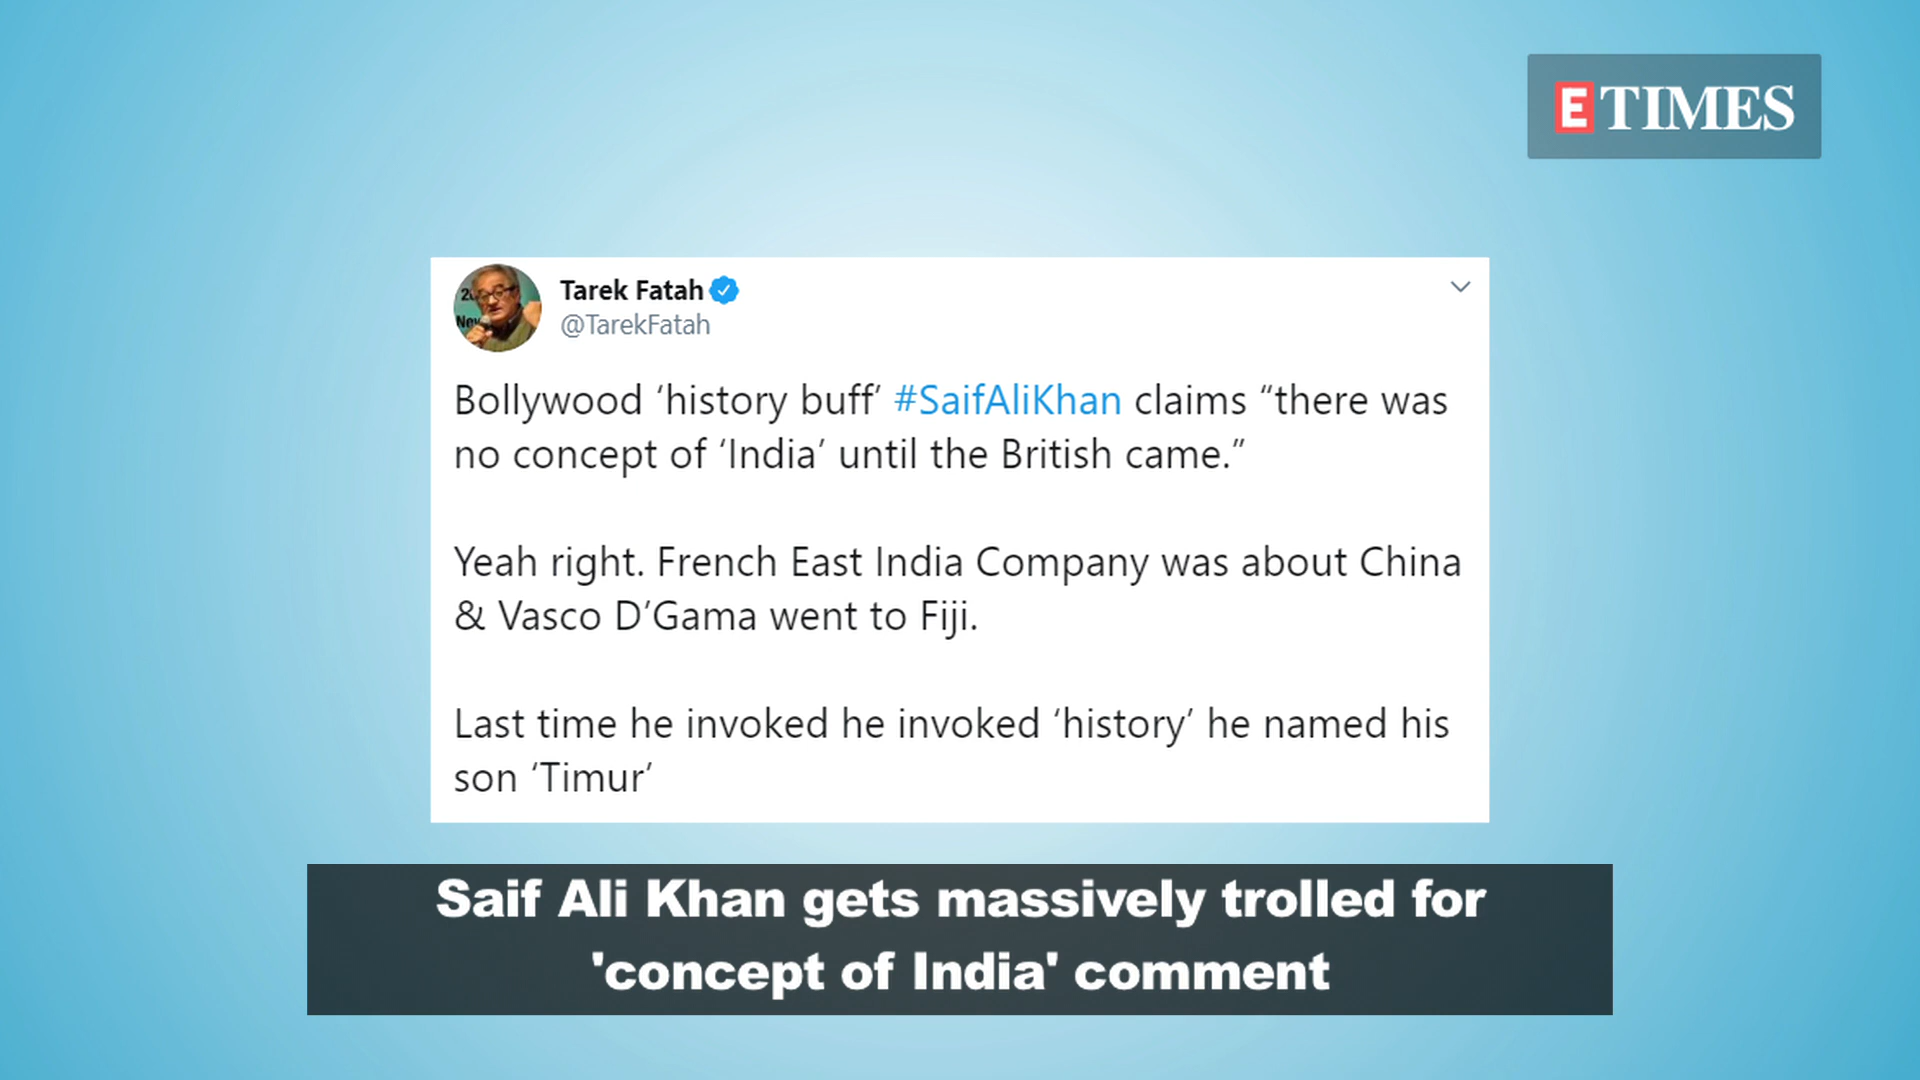 E TIMES
Tarek Fatah
@TarekFatah
Bollywood ‘history buff’ #SaifAliKhan claims “there was
no concept of ‘India’ until the British came.”
Yeah right. French East India Company was about China
& Vasco D’Gama went to Fiji.
Last time he invoked he invoked ‘history’ he named his
son ‘Timur’
Saif Ali Khan gets massively trolled for
'concept of India' comment